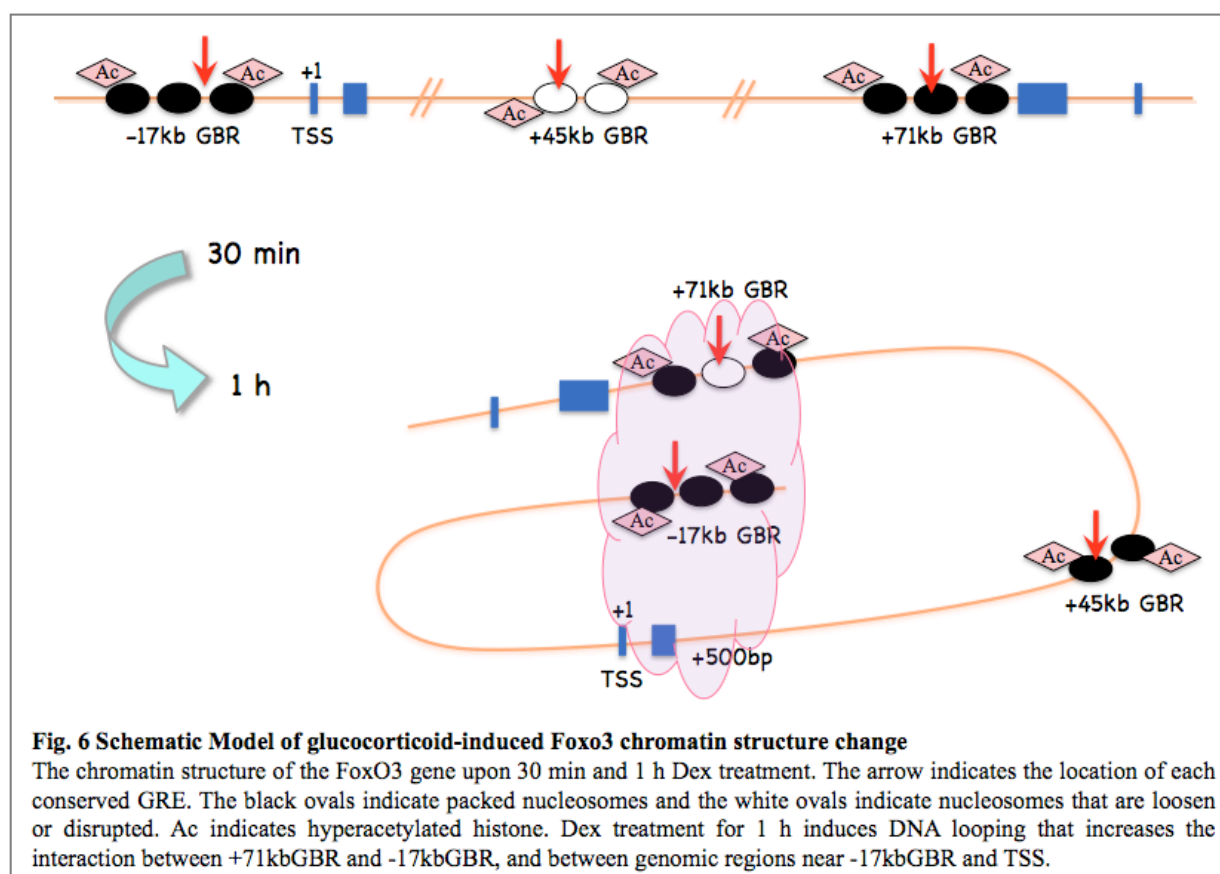 Ac Ac +1 Ac Ac Ac Ac
-17kb GBR TSS +45kb GBR +71kb GBR
30 min
1 h
+71kb GBR
Ac Ac
Ac
Ac -17kb GBR
Ac Ac
+45kb GBR
+1
TSS +500bp
Fig. 6 Schematic Model of glucocorticoid-induced Foxo3 chromatin structure change
The chromatin structure of the FoxO3 gene upon 30 min and 1 h Dex treatment. The arrow indicates the location of each
conserved GRE. The black ovals indicate packed nucleosomes and the white ovals indicate nucleosomes that are loosen
or disrupted. Ac indicates hyperacetylated histone. Dex treatment for 1 h induces DNA looping that increases the
interaction between +71kbGBR and -17kbGBR, and between genomic regions near -17kbGBR and TSS.